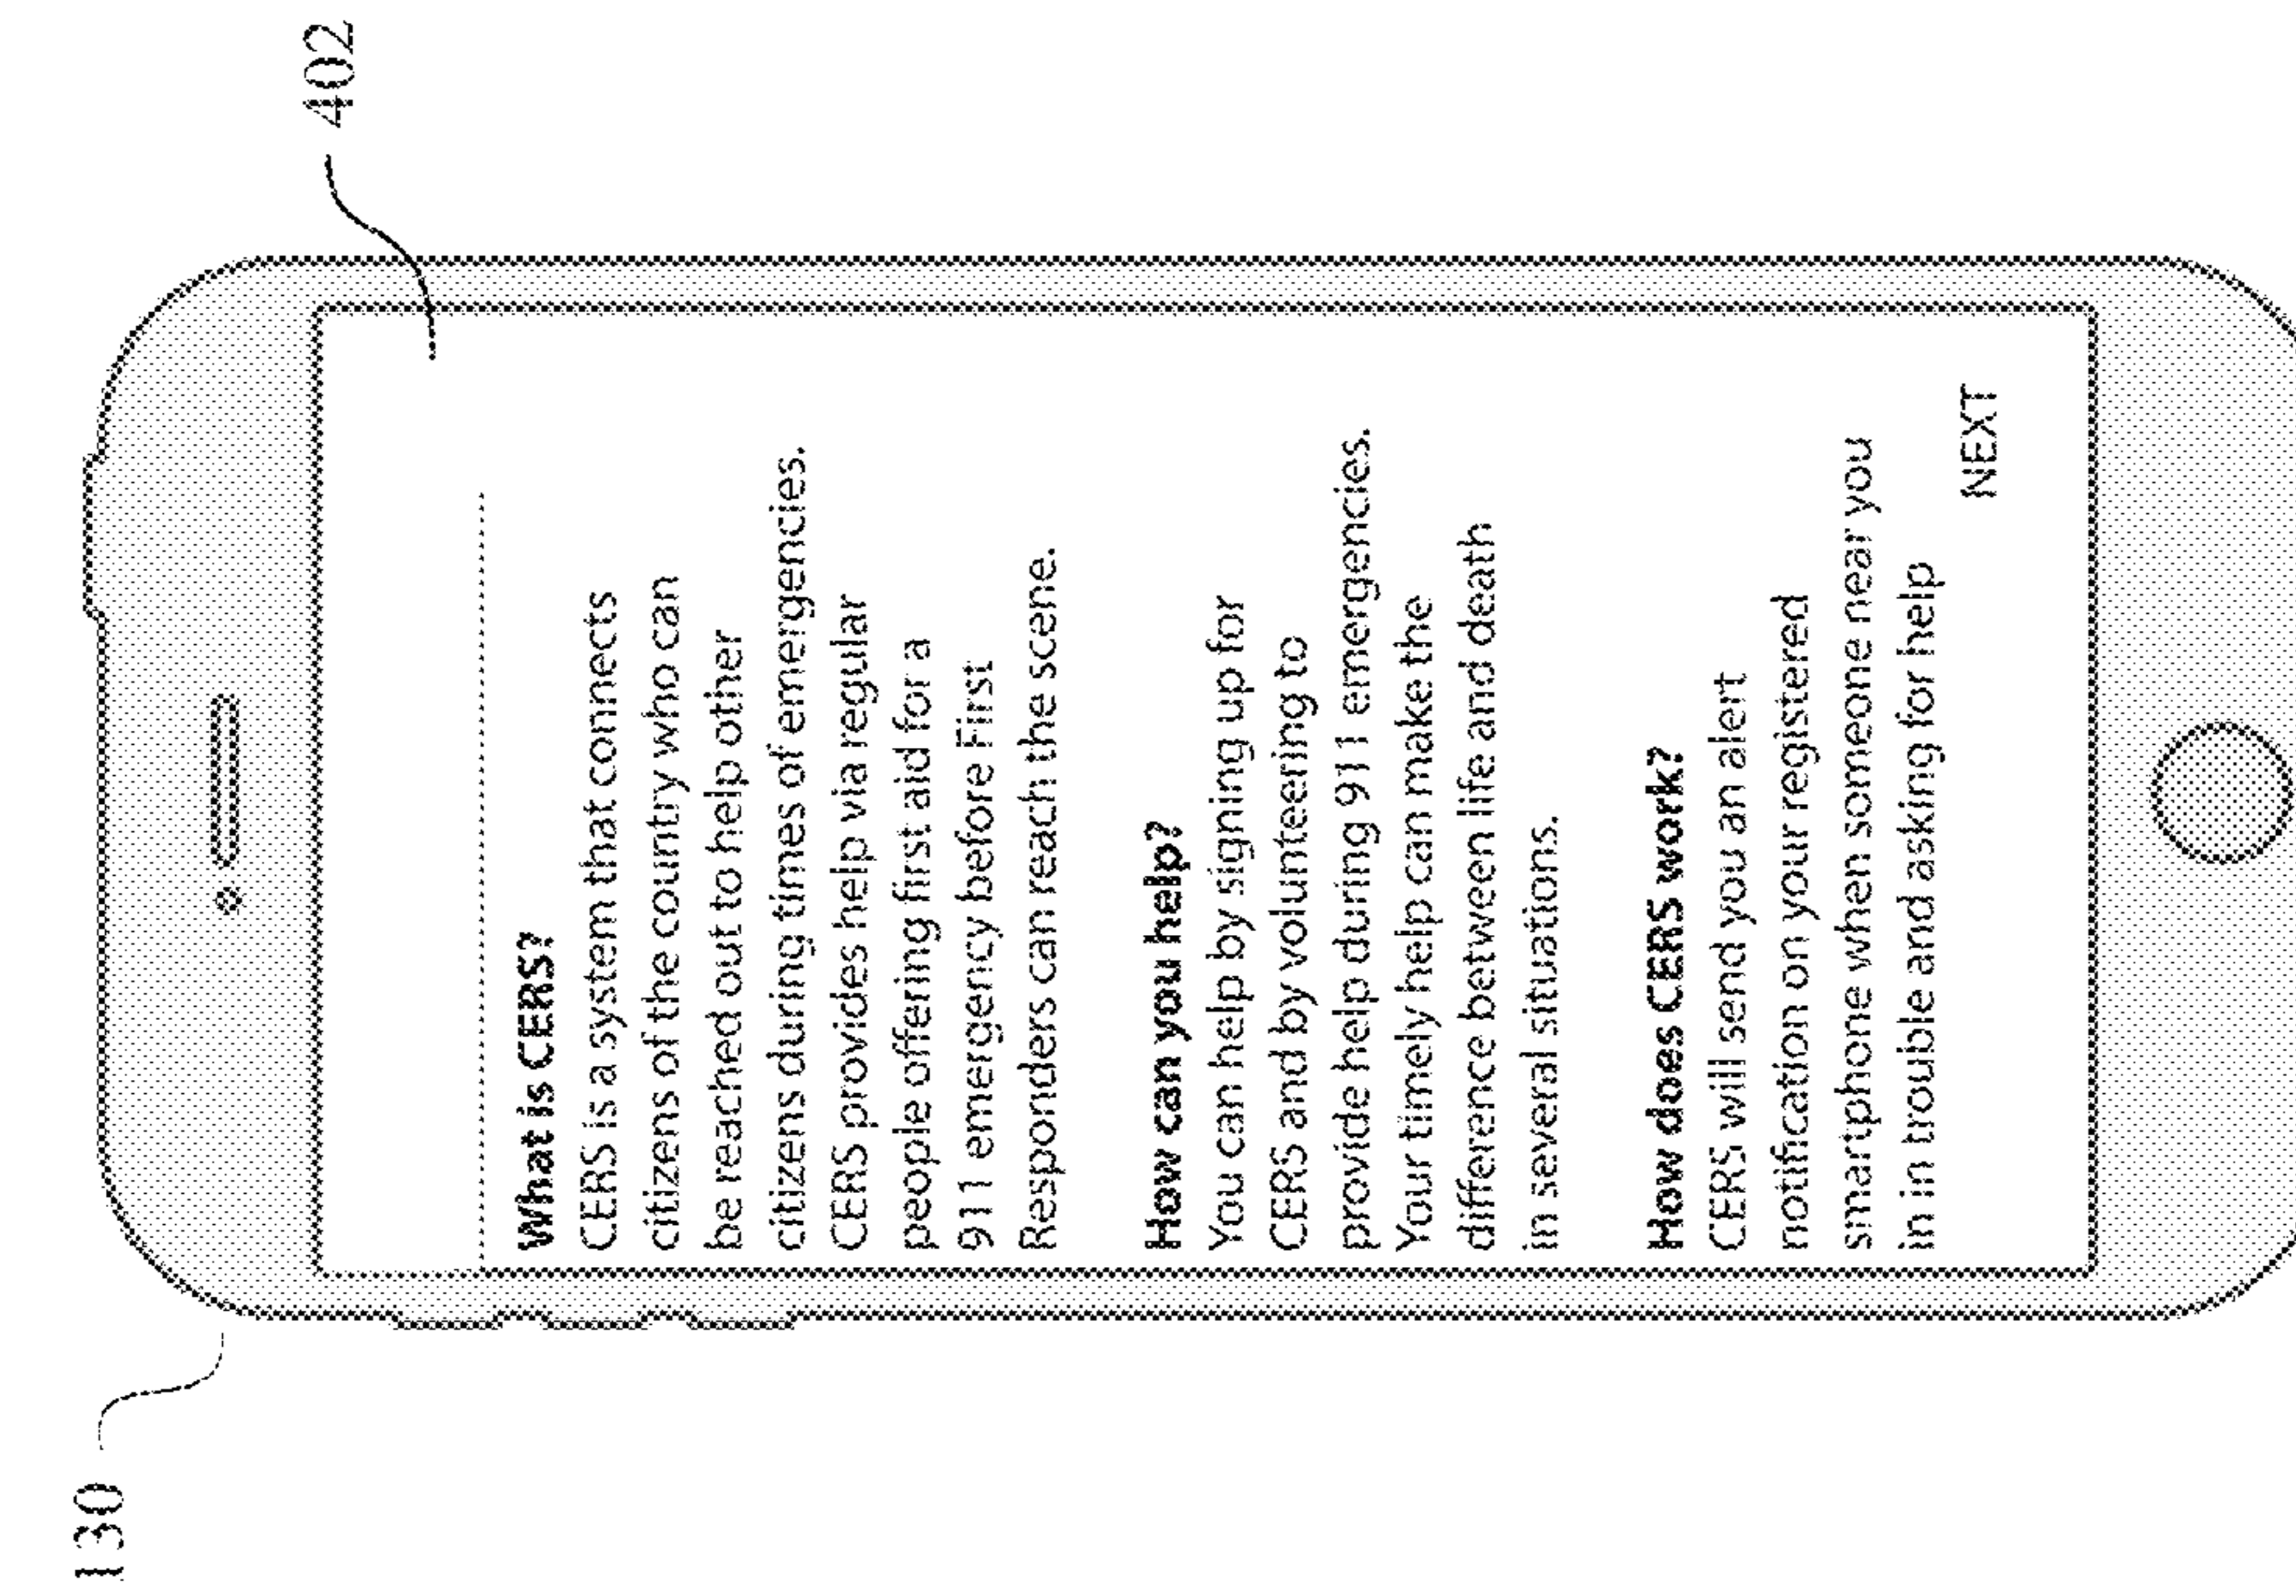 402
130
What is CERS?
CERS is a system that connects
citizens of the country who can
be reached out to help other
citizens during times of emergencies.
CERS provides help via regular
people offering first aid for a
911 emergency before First
Responders can reach the scene.
How can you help?
You can help by signing up for
CERS and by volunteering to
provide help during 911 emergencies.
Your timely help can make the
difference between life and death
in several situations.
How does CERS work?
CERS will send you an alert
notification on your registered
smartphone when someone near you
in in trouble and asking for help
NEXT